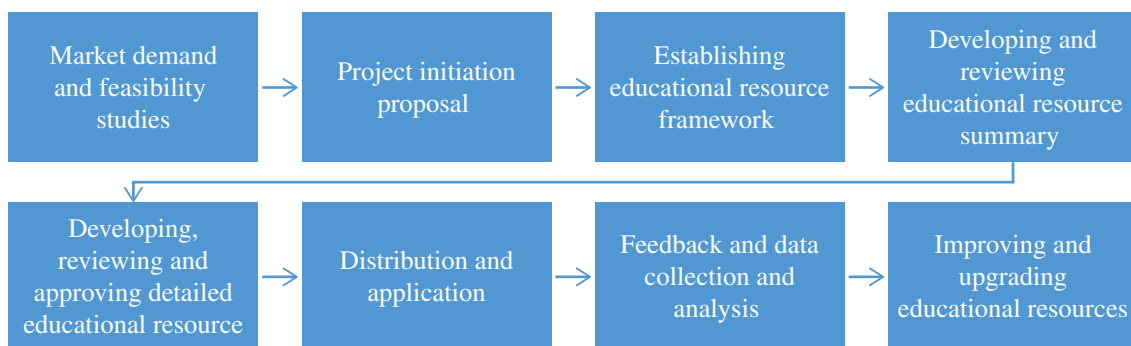 Market demand
and feasibility
studies
Project initiation
proposal
Establishing
educational resource
framework
Developing and
reviewing
educational resource
summary
Developing,
reviewing and
approving detailed
educational resource
Distribution and
application
Feedback and data
collection and
analysis
Improving and
upgrading
educational resources